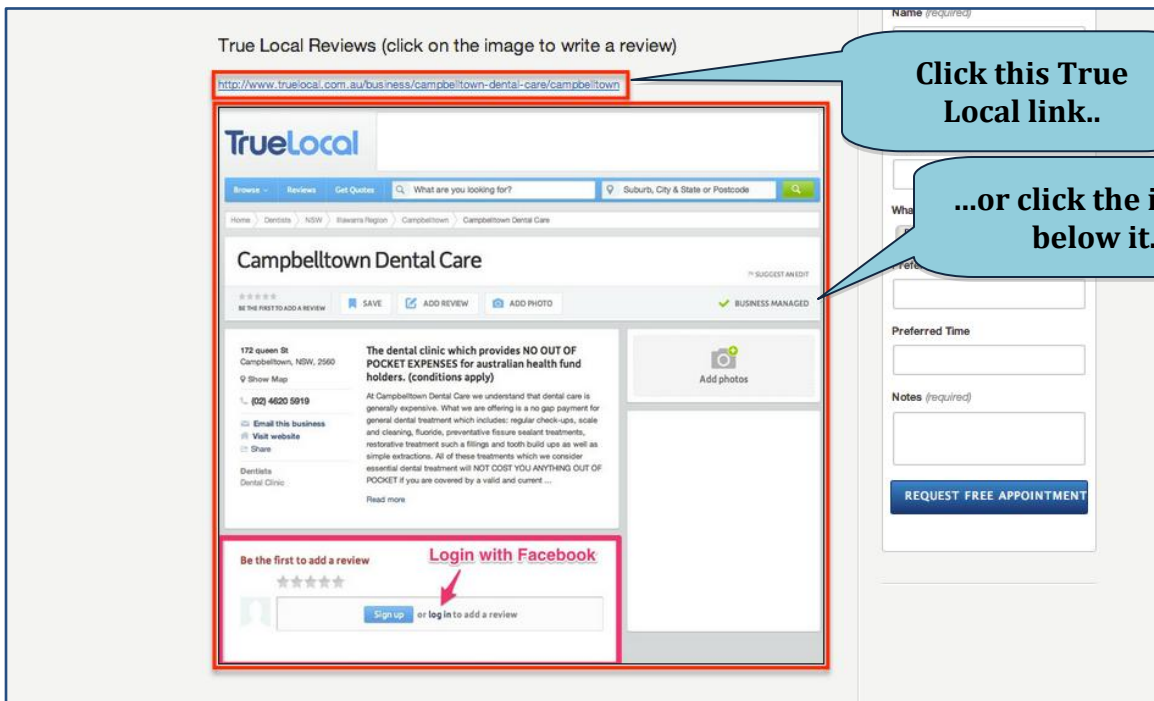 Name (required)
True Local Reviews (click on the image to write a review)
Click this True
Local link..
http://www.truelocal.com.au/business/campbelltown-dental-care/campbelltown
TrueLocal
Browse
Reviews
Get Quotes
What are you looking for?
Suburb, City & State or Postcode
...or click the i
below it.
Home
Dentists
NSW
Illawarra Region
Campbelltown
Campbelltown Dental Care
Campbelltown Dental Care
SUGGEST AN EDIT
BE THE FIRST TO ADD A REVIEW
SAVE
ADD REVIEW
ADD PHOTO
BUSINESS MANAGED
172 queen St
Campbelltown, NSW, 2560
Show Map
(02) 4620 5919
Email this business
Visit website
Share
Dentists
Dental Clinic
The dental clinic which provides NO OUT OF
POCKET EXPENSES for australian health fund
holders. (conditions apply)
At Campbelltown Dental Care we understand that dental care is
generally expensive. What we are offering is a no gap payment for
general dental treatment which includes: regular check-ups, scale
and cleaning, fluoride, preventative fissure sealant treatments,
restorative treatment such a fillings and tooth build ups as well as
simple extractions. All of these treatments which we consider
essential dental treatment will NOT COST YOU ANYTHING OUT OF
POCKET if you are covered by a valid and current ...
Read more
Add photos
Preferred Time
Notes (required)
REQUEST FREE APPOINTMENT
Be the first to add a review
Login with Facebook
Sign up or log in to add a review